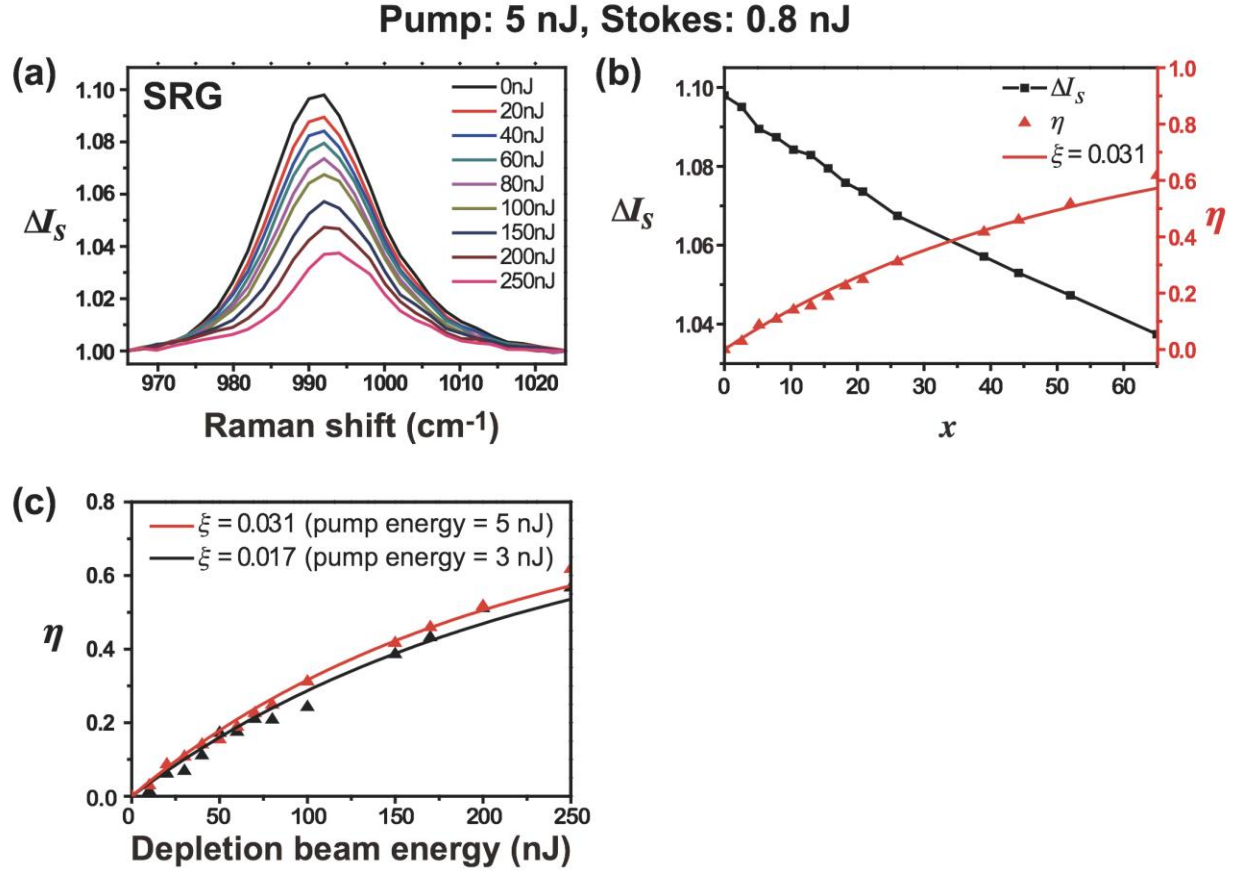 Pump: 5 nJ, Stokes: 0.8 nJ
(a)
SRG
0nJ
20nJ
40nJ
60nJ
80nJ
100nJ
150nJ
200nJ
250nJ
1.10
1.08
1.06
1.04
1.02
1.00
ΔIs
970 980 990 1000 1010 1020
Raman shift (cm-1)
(b)
ΔIs
η
ξ = 0.031
1.10
1.08
1.06
1.04
ΔIs
1.0
0.8
0.6
0.4
0.2
0.0
η
0 10 20 30 40 50 60
x
(c)
ξ = 0.031 (pump energy = 5 nJ)
ξ = 0.017 (pump energy = 3 nJ)
0.8
0.6
0.4
0.2
0.0
η
0 50 100 150 200 250
Depletion beam energy (nJ)